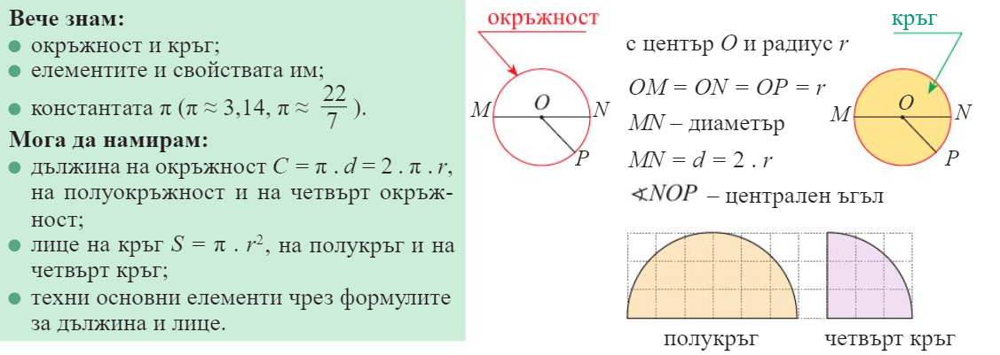 Вече знам:
окръжност и кръг;
елементите и свойствата им;
константата π (π ≈ 3,14, π ≈ 22/7 ).
Мога да намирам:
дължина на окръжност C = π . d = 2 . π . r,
на полуокръжност и на четвърт окръж-
ност;
лице на кръг S = π . r², на полукръг и на
четвърт кръг;
техни основни елементи чрез формулите
за дължина и лице.
окръжност
M
O
N
P
с център O и радиус r
OM = ON = OP = r
MN – диаметър
MN = d = 2 . r
∢NOP – централен ъгъл
кръг
M
O
N
P
полукръг
четвърт кръг